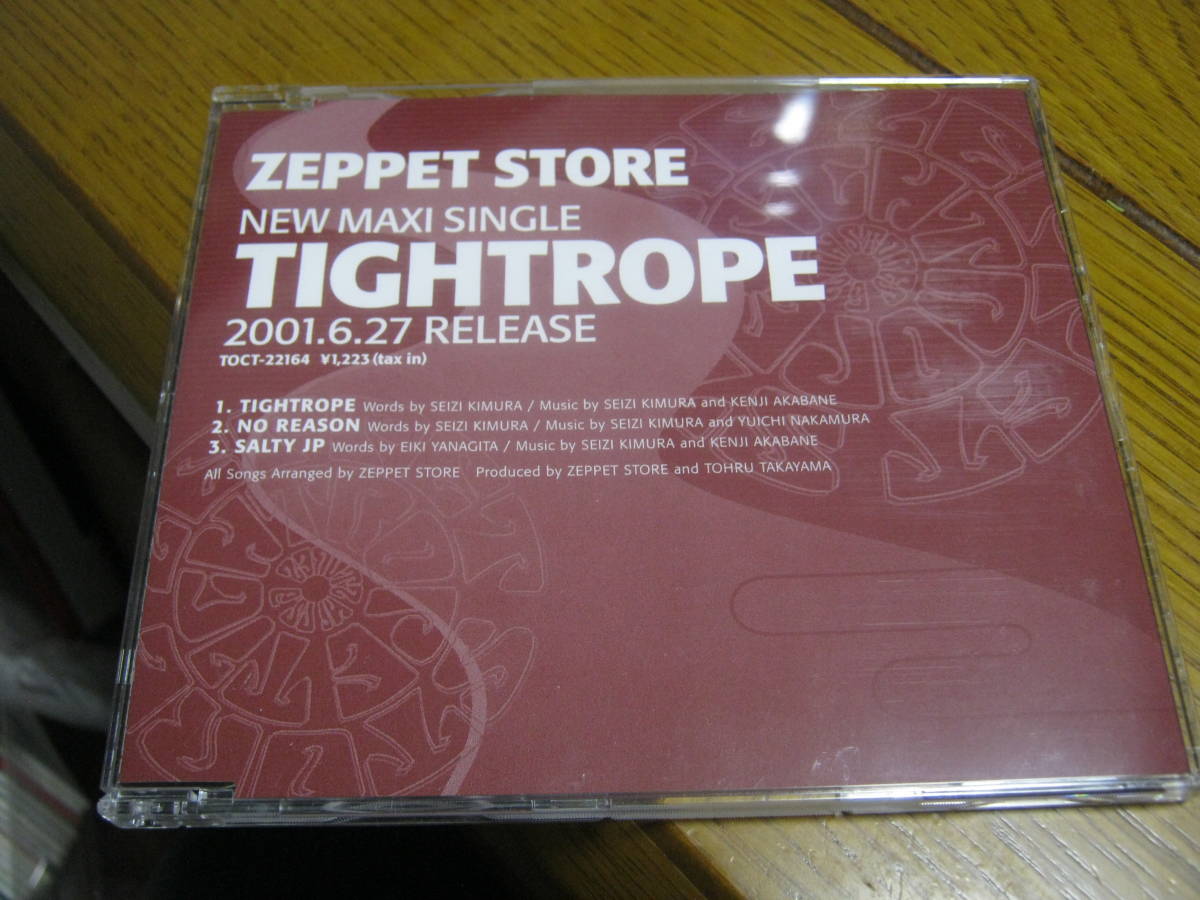 ZEPPET STORE
NEW MAXI SINGLE
TIGHTROPE
2001.6.27 RELEASE
TOCT-22164 ¥1,223 (tax in)
1. TIGHTROPE Words by SEIZI KIMURA / Music by SEIZI KIMURA and KENJI AKABANE
2. NO REASON Words by SEIZI KIMURA / Music by SEIZI KIMURA and YUICHI NAKAMURA
3. SALTY JP Words by EIKI YANAGITA / Music by SEIZI KIMURA and KENJI AKABANE
All Songs Arranged by ZEPPET STORE Produced by ZEPPET STORE and TOHRU TAKAYAMA